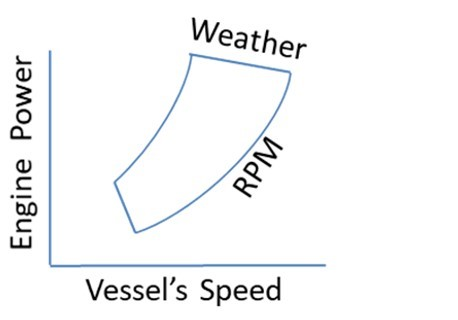 Weather
Engine Power
RPM
Vessel's Speed